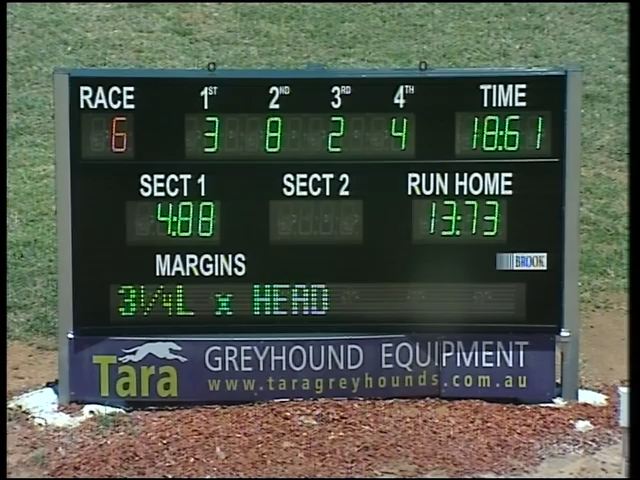 RACE 1ST 2ND 3RD 4TH TIME
6 3 8 2 4 18:61
SECT 1 SECT 2 RUN HOME
4:88 13:73
MARGINS BROOK
3¼L x HEAD
Tara GREYHOUND EQUIPMENT
www.taragreyhounds.com.au